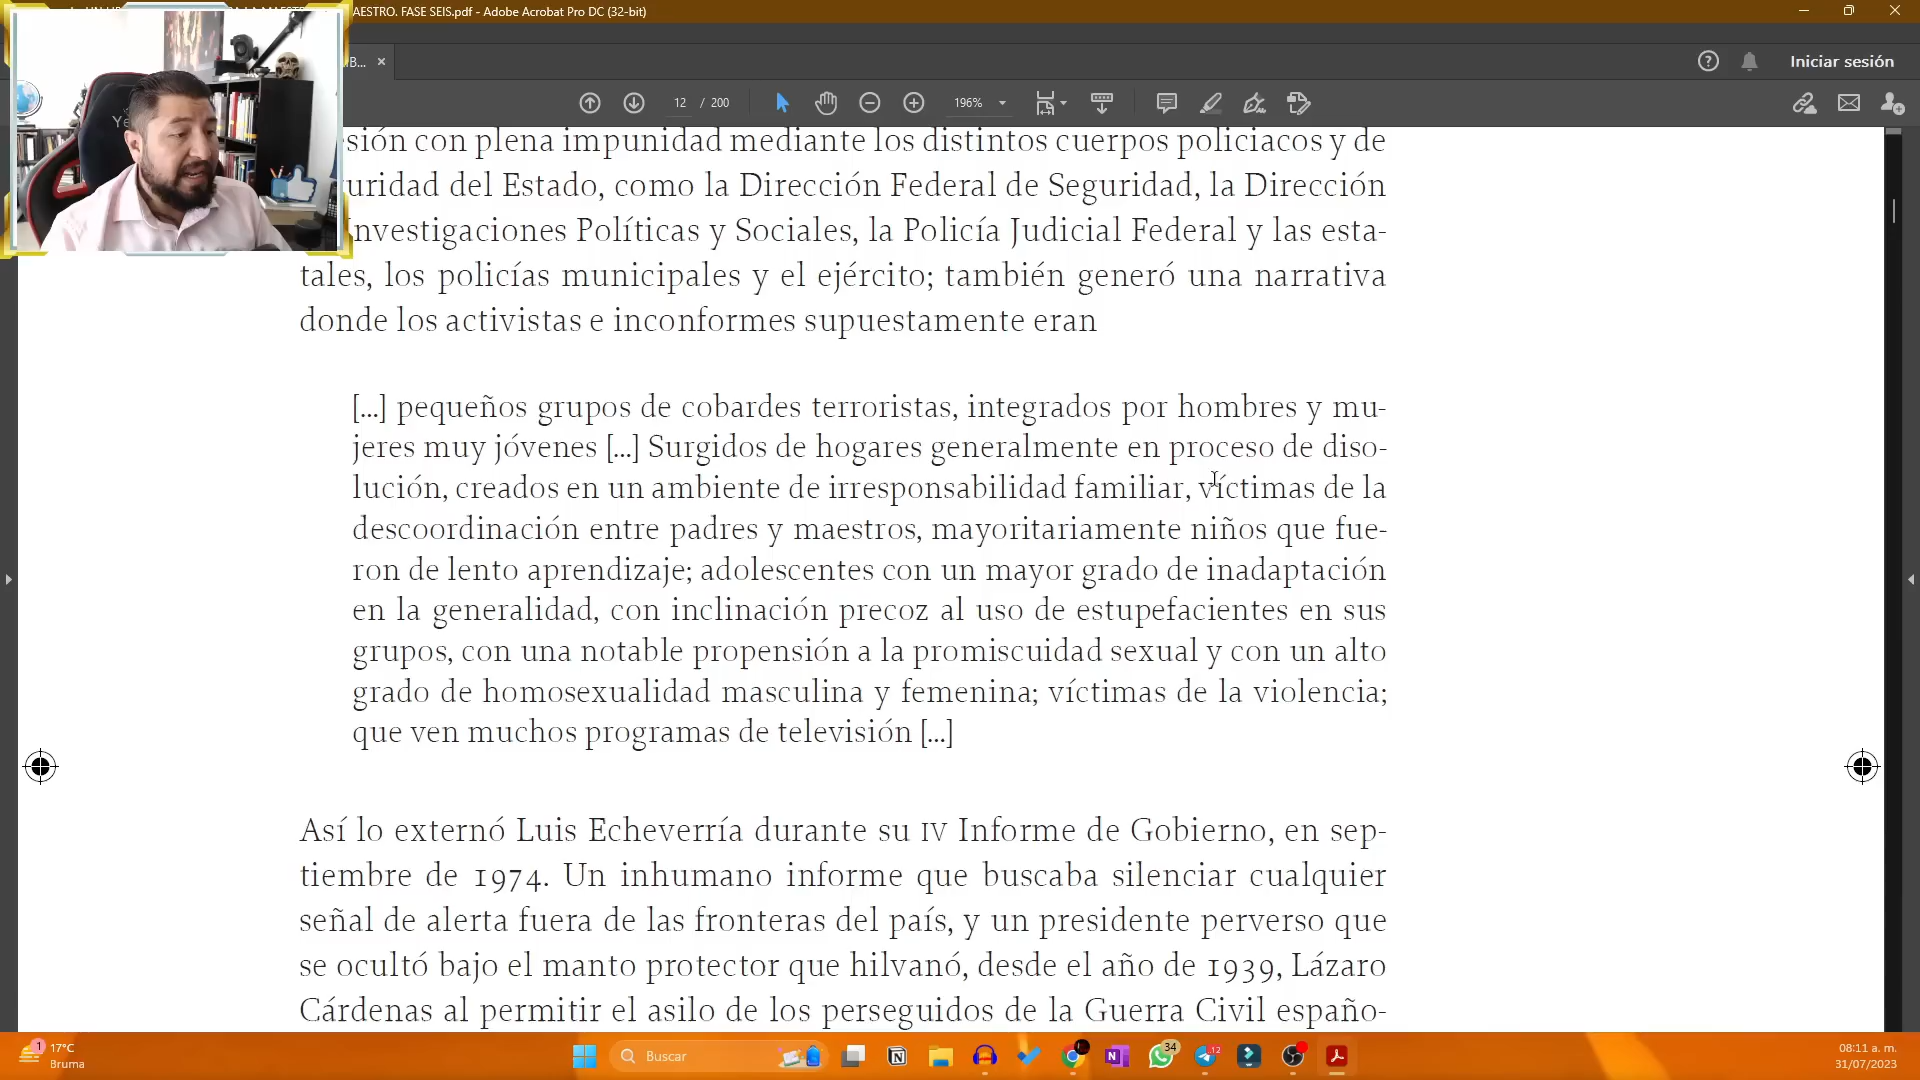 AESTRO. FASE SEIS.pdf - Adobe Acrobat Pro DC (32-bit)
B... ×
Iniciar sesión
12 / 200
196%
sión con plena impunidad mediante los distintos cuerpos policiacos y de
uridad del Estado, como la Dirección Federal de Seguridad, la Dirección
Investigaciones Políticas y Sociales, la Policía Judicial Federal y las esta-
tales, los policías municipales y el ejército; también generó una narrativa
donde los activistas e inconformes supuestamente eran
[...] pequeños grupos de cobardes terroristas, integrados por hombres y mu-
jeres muy jóvenes [...] Surgidos de hogares generalmente en proceso de diso-
lución, creados en un ambiente de irresponsabilidad familiar, víctimas de la
descoordinación entre padres y maestros, mayoritariamente niños que fue-
ron de lento aprendizaje; adolescentes con un mayor grado de inadaptación
en la generalidad, con inclinación precoz al uso de estupefacientes en sus
grupos, con una notable propensión a la promiscuidad sexual y con un alto
grado de homosexualidad masculina y femenina; víctimas de la violencia;
que ven muchos programas de televisión [...]
Así lo externó Luis Echeverría durante su IV Informe de Gobierno, en sep-
tiembre de 1974. Un inhumano informe que buscaba silenciar cualquier
señal de alerta fuera de las fronteras del país, y un presidente perverso que
se ocultó bajo el manto protector que hilvanó, desde el año de 1939, Lázaro
Cárdenas al permitir el asilo de los perseguidos de la Guerra Civil españo-
1
17°C
Bruma
Buscar
34
12
08:11 a. m.
31/07/2023